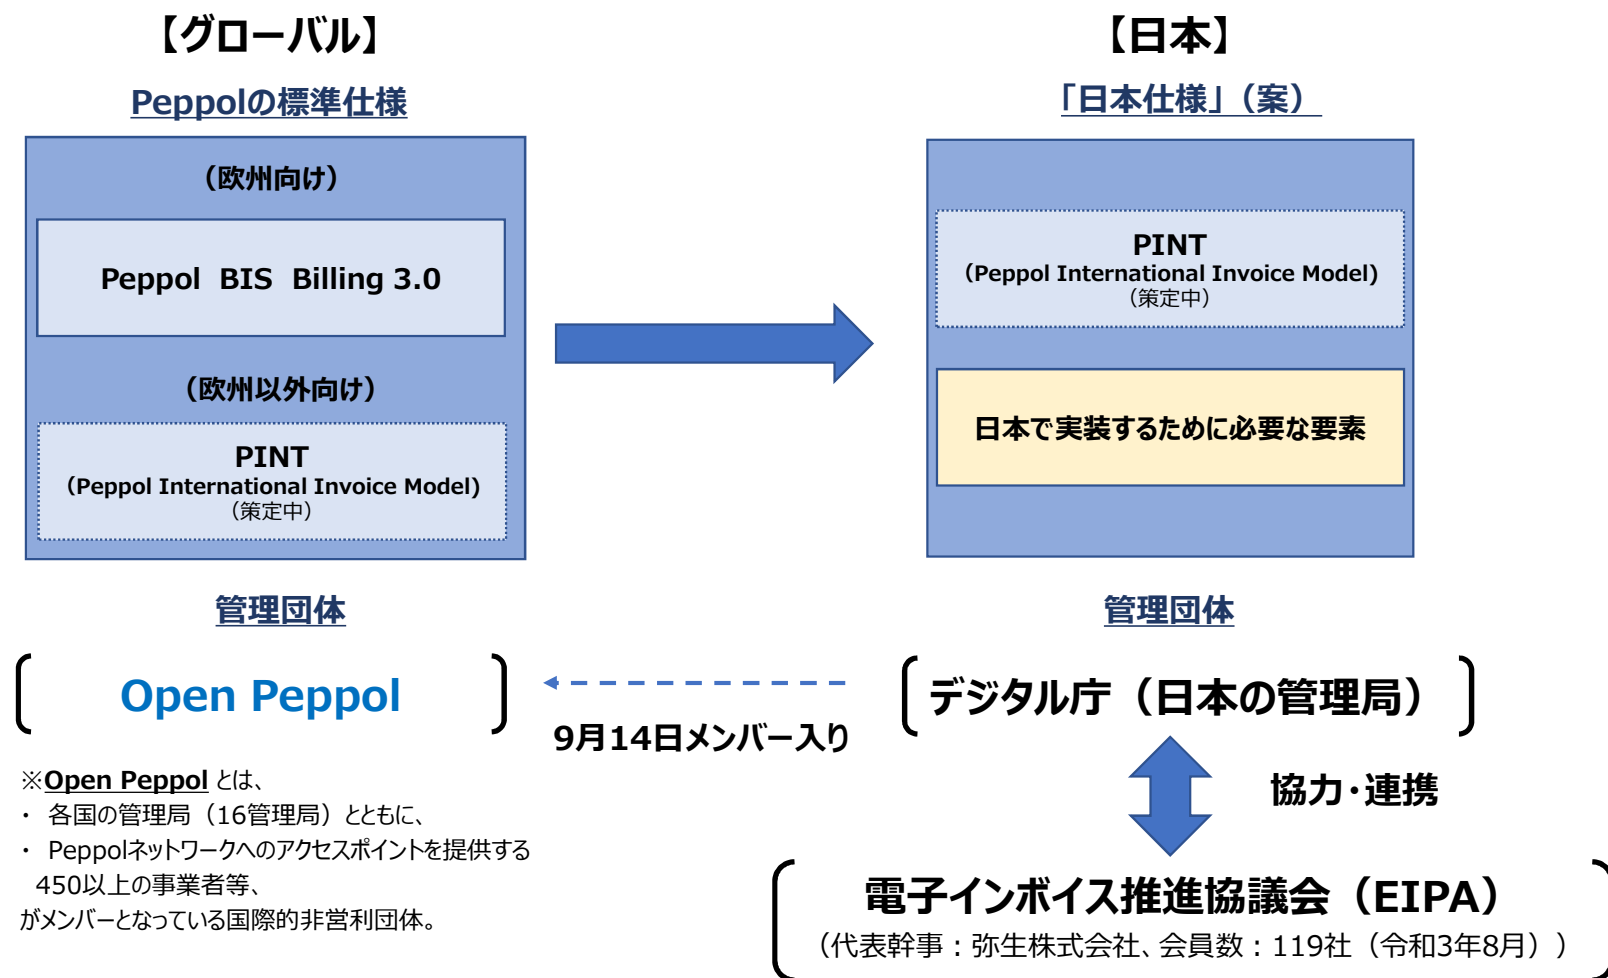 【グローバル】
Peppolの標準仕様
（欧州向け）
Peppol BIS Billing 3.0
（欧州以外向け）
PINT
（Peppol International Invoice Model)
（策定中）
管理団体
Open Peppol
※Open Peppol とは、
・ 各国の管理局（16管理局）とともに、
・ Peppolネットワークへのアクセスポイントを提供する
450以上の事業者等、
がメンバーとなっている国際的非営利団体。
9月14日メンバー入り
【日本】
「日本仕様」（案）
PINT
（Peppol International Invoice Model)
（策定中）
日本で実装するために必要な要素
管理団体
デジタル庁（日本の管理局）
協力・連携
電子インボイス推進協議会（EIPA）
（代表幹事：弥生株式会社、会員数：119社（令和3年8月））